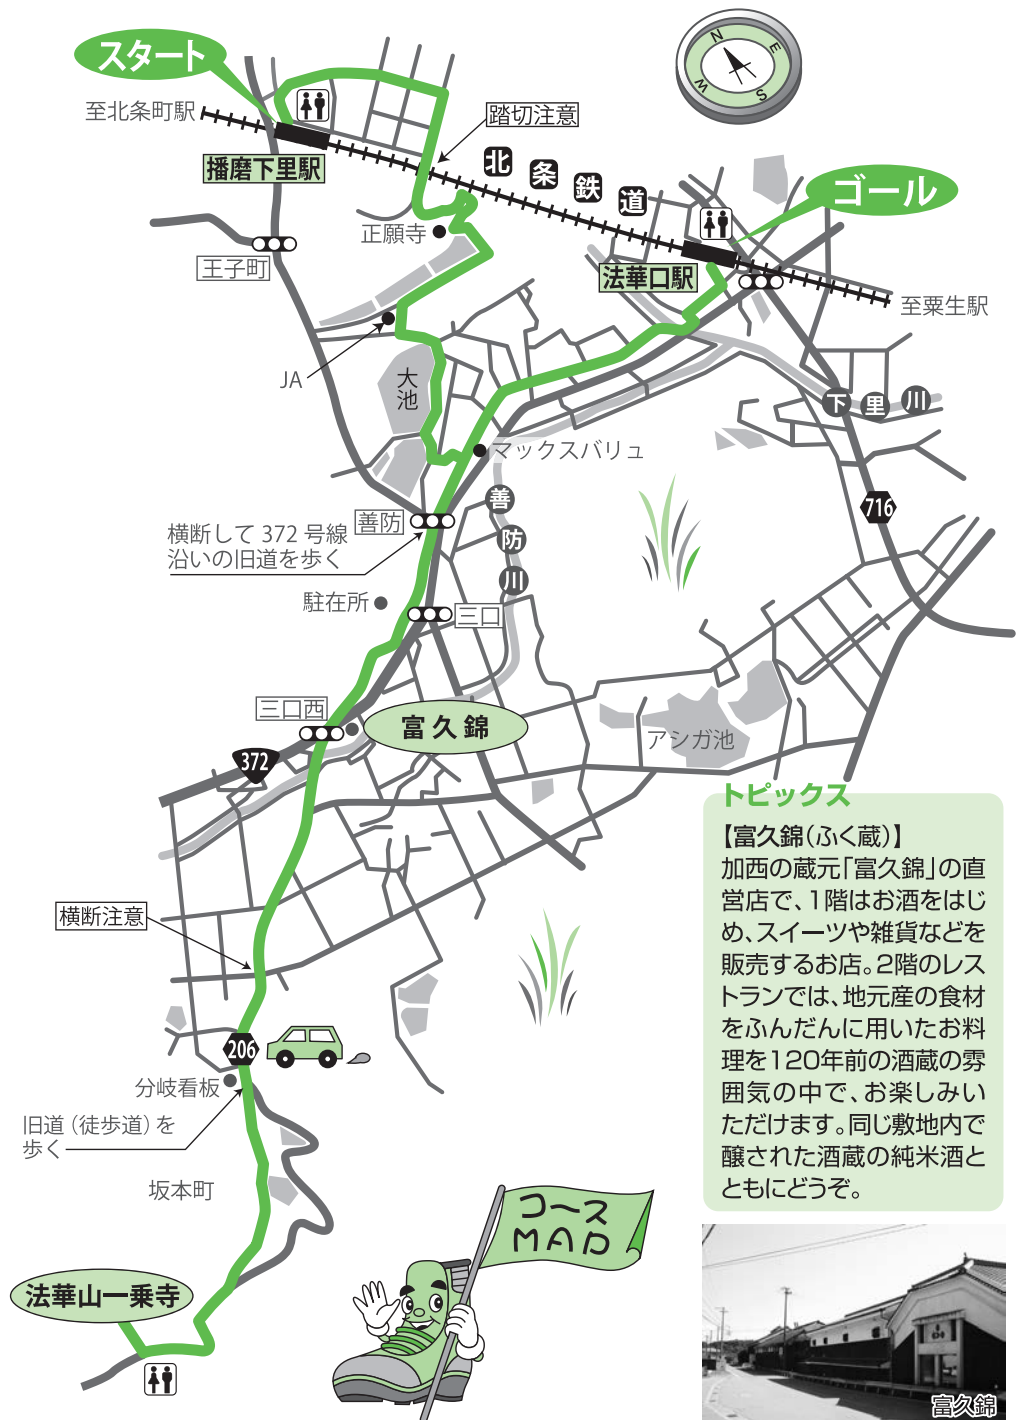 スタート
N
E
S
W
至北条町駅
踏切注意
播磨下里駅
北条鉄道
ゴール
正願寺
王子町
法華口駅
至粟生駅
JA
大池
下里川
マックスバリュ
716
善防
善防川
横断して 372 号線
沿いの旧道を歩く
駐在所
三口
三口西
富久錦
372
アシガ池
横断注意
206
分岐看板
旧道（徒歩道）を
歩く
坂本町
法華山一乗寺
コース
MAP
トピックス
【富久錦（ふく蔵）】
加西の蔵元「富久錦」の直
営店で、1階はお酒をはじ
め、スイーツや雑貨などを
販売するお店。2階のレス
トランでは、地元産の食材
をふんだんに用いたお料
理を120年前の酒蔵の雰
囲気の中で、お楽しみい
ただけます。同じ敷地内で
醸された酒蔵の純米酒と
ともにどうぞ。
富久錦